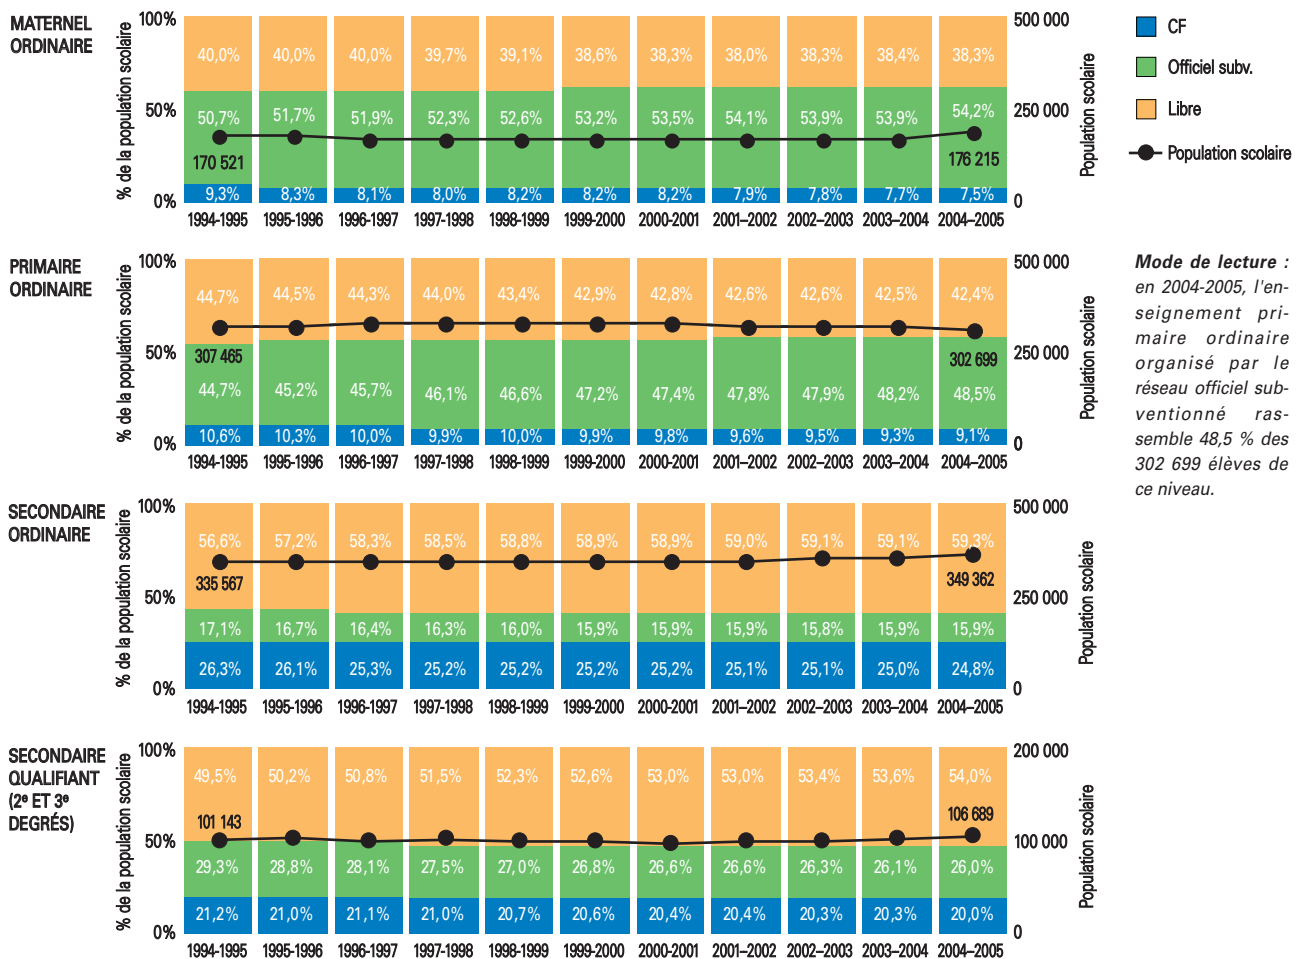 MATERNEL
ORDINAIRE
% de la population scolaire
100%
50%
0%
40,0% 40,0% 40,0% 39,7% 39,1% 38,6% 38,3% 38,0% 38,3% 38,4% 38,3%
50,7% 51,7% 51,9% 52,3% 52,6% 53,2% 53,5% 54,1% 53,9% 53,9% 54,2%
170 521 176 215
9,3% 8,3% 8,1% 8,0% 8,2% 8,2% 8,2% 7,9% 7,8% 7,7% 7,5%
1994-1995 1995-1996 1996-1997 1997-1998 1998-1999 1999-2000 2000-2001 2001–2002 2002–2003 2003–2004 2004–2005
500 000
250 000
0
Population scolaire
CF
Officiel subv.
Libre
Population scolaire
PRIMAIRE
ORDINAIRE
% de la population scolaire
100%
50%
0%
44,7% 44,5% 44,3% 44,0% 43,4% 42,9% 42,8% 42,6% 42,6% 42,5% 42,4%
307 465 302 699
44,7% 45,2% 45,7% 46,1% 46,6% 47,2% 47,4% 47,8% 47,9% 48,2% 48,5%
10,6% 10,3% 10,0% 9,9% 10,0% 9,9% 9,8% 9,6% 9,5% 9,3% 9,1%
1994-1995 1995-1996 1996-1997 1997-1998 1998-1999 1999-2000 2000-2001 2001–2002 2002–2003 2003–2004 2004–2005
500 000
250 000
0
Population scolaire
Mode de lecture :
en 2004-2005, l'en-
seignement pri-
maire ordinaire
organisé par le
réseau officiel sub-
ventionné ras-
semble 48,5 % des
302 699 élèves de
ce niveau.
SECONDAIRE
ORDINAIRE
% de la population scolaire
100%
50%
0%
56,6% 57,2% 58,3% 58,5% 58,8% 58,9% 58,9% 59,0% 59,1% 59,1% 59,3%
335 567 349 362
17,1% 16,7% 16,4% 16,3% 16,0% 15,9% 15,9% 15,9% 15,8% 15,9% 15,9%
26,3% 26,1% 25,3% 25,2% 25,2% 25,2% 25,2% 25,1% 25,1% 25,0% 24,8%
1994-1995 1995-1996 1996-1997 1997-1998 1998-1999 1999-2000 2000-2001 2001–2002 2002–2003 2003–2004 2004–2005
500 000
250 000
0
Population scolaire
SECONDAIRE
QUALIFIANT
(2e ET 3e
DEGRÉS)
% de la population scolaire
100%
50%
0%
49,5% 50,2% 50,8% 51,5% 52,3% 52,6% 53,0% 53,0% 53,4% 53,6% 54,0%
101 143 106 689
29,3% 28,8% 28,1% 27,5% 27,0% 26,8% 26,6% 26,6% 26,3% 26,1% 26,0%
21,2% 21,0% 21,1% 21,0% 20,7% 20,6% 20,4% 20,4% 20,3% 20,3% 20,0%
1994-1995 1995-1996 1996-1997 1997-1998 1998-1999 1999-2000 2000-2001 2001–2002 2002–2003 2003–2004 2004–2005
200 000
100 000
0
Population scolaire